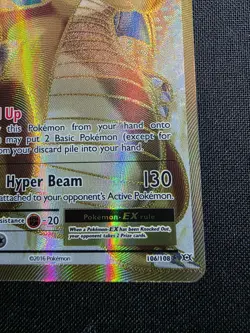 l Up
this Pokémon from your hand onto
may put 2 Basic Pokémon (except for
from your discard pile into your hand.
Hyper Beam 130
attached to your opponent's Active Pokémon.
sistance -20
Pokémon-EX rule
When a Pokémon-EX has been Knocked Out,
your opponent takes 2 Prize cards.
©2016 Pokémon
106/108